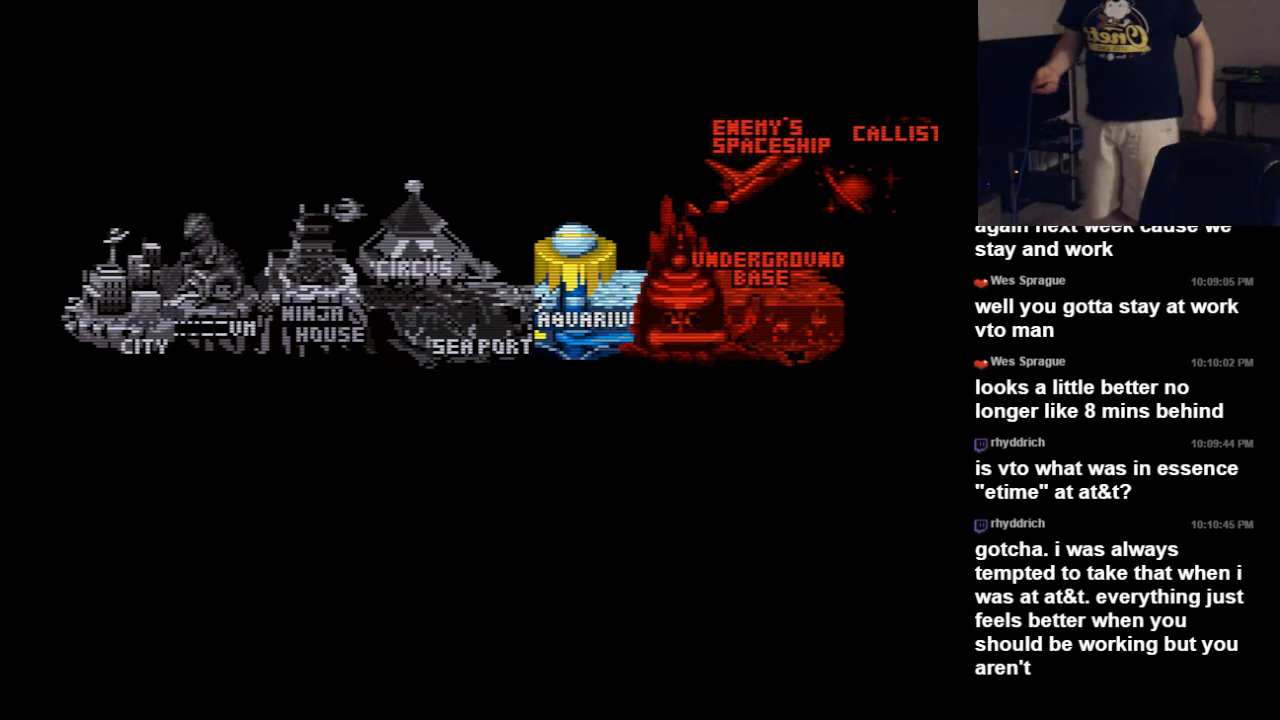 ENEMY'S
SPACESHIP
CALLIST
UNDERGROUND
BASE
CIRCUS
NINJA
HOUSE
AQUARIU
CITY
SEA PORT
again next week cause we
stay and work
Wes Sprague 10:09:05 PM
well you gotta stay at work
vto man
Wes Sprague 10:10:02 PM
looks a little better no
longer like 8 mins behind
rhyddrich 10:09:44 PM
is vto what was in essence
"etime" at at&t?
rhyddrich 10:10:45 PM
gotcha. i was always
tempted to take that when i
was at at&t. everything just
feels better when you
should be working but you
aren't